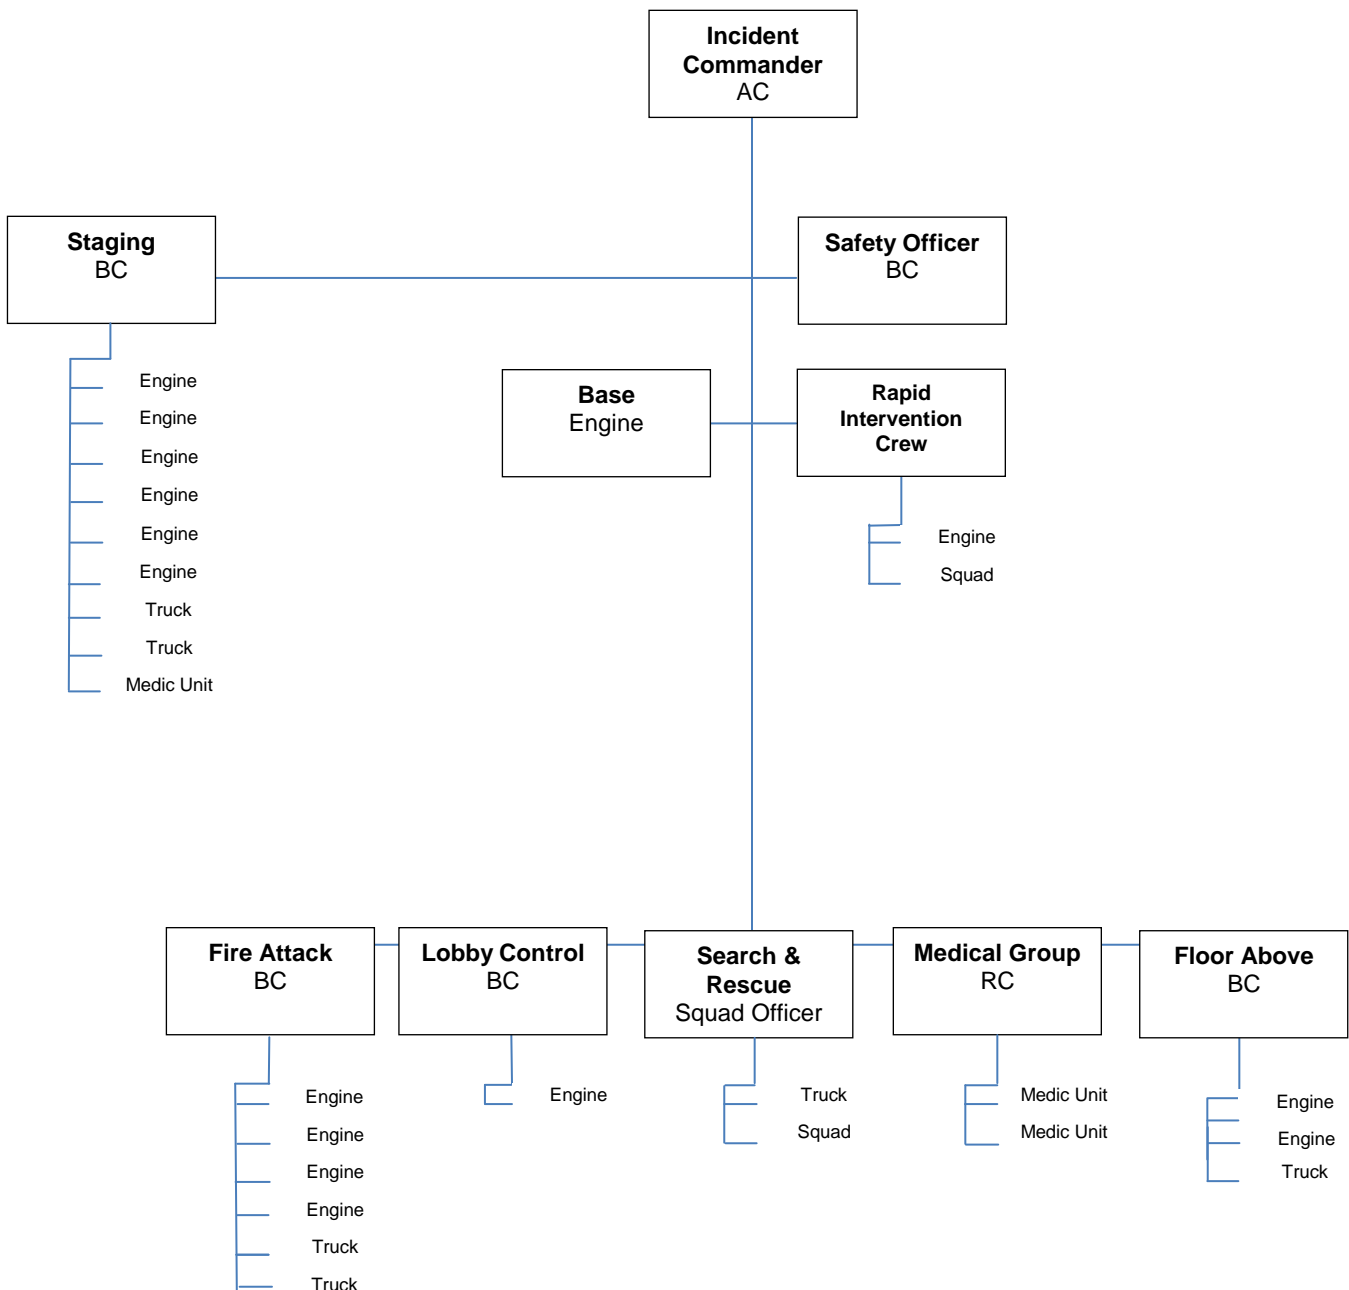 Incident
Commander
AC
Staging
BC
Safety Officer
BC
Engine
Engine
Engine
Engine
Engine
Engine
Truck
Truck
Medic Unit
Base
Engine
Rapid
Intervention
Crew
Engine
Squad
Fire Attack
BC
Lobby Control
BC
Search &
Rescue
Squad Officer
Medical Group
RC
Floor Above
BC
Engine
Engine
Engine
Engine
Truck
Truck
Engine
Truck
Squad
Medic Unit
Medic Unit
Engine
Engine
Truck